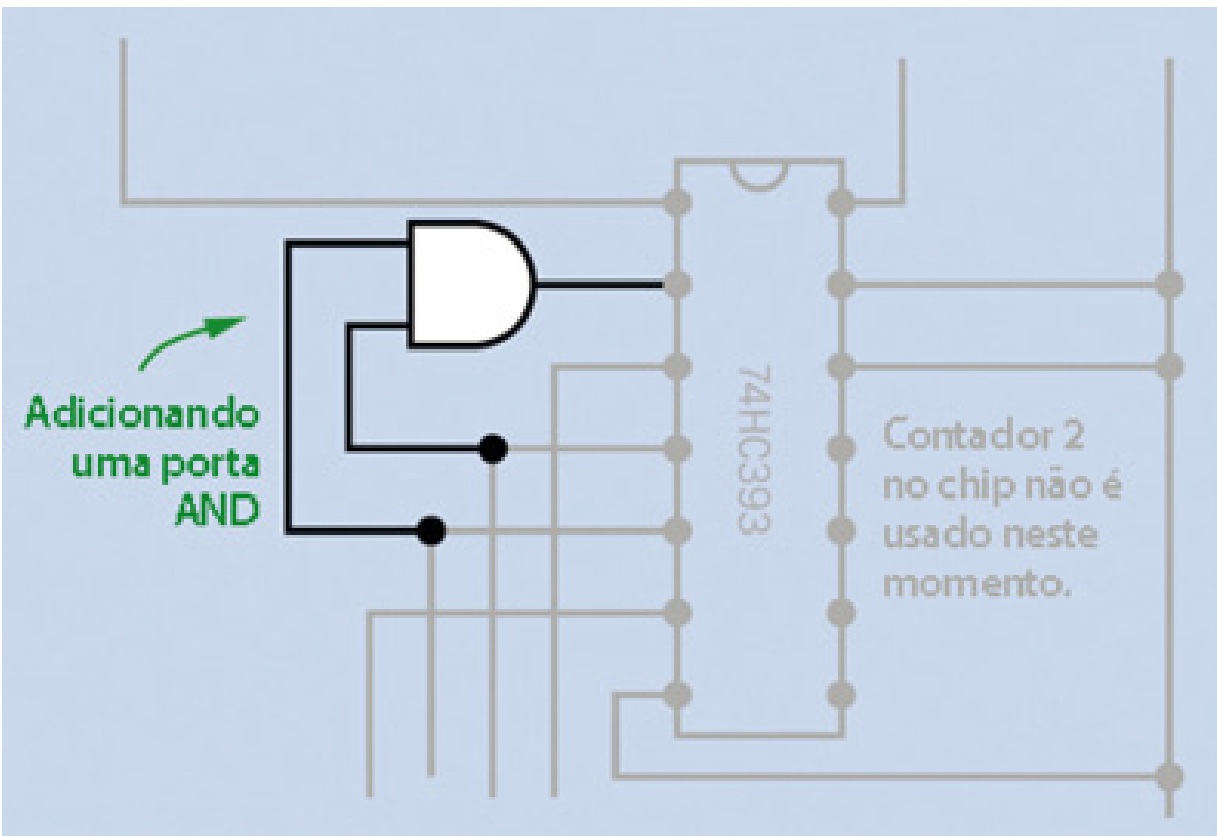 Adicionando
uma porta
AND
74HC393
Contador 2
no chip não é
usado neste
momento.